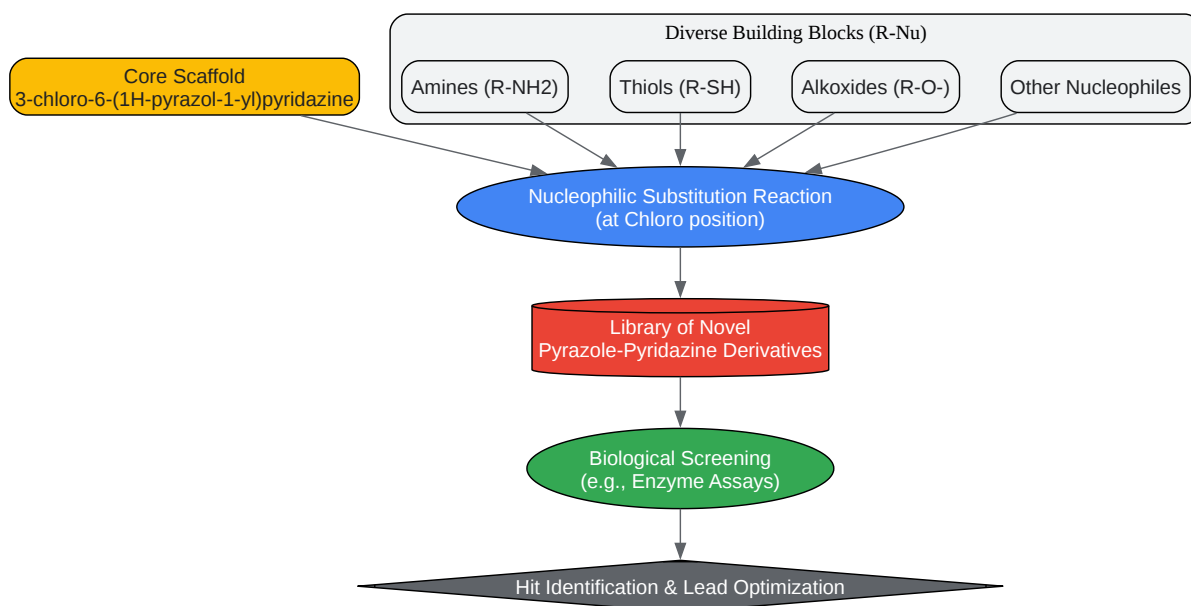 Diverse Building Blocks (R-Nu)
Core Scaffold
3-chloro-6-(1H-pyrazol-1-yl)pyridazine
Amines (R-NH2)
Thiols (R-SH)
Alkoxides (R-O-)
Other Nucleophiles
Nucleophilic Substitution Reaction
(at Chloro position)
Library of Novel
Pyrazole-Pyridazine Derivatives
Biological Screening
(e.g., Enzyme Assays)
Hit Identification & Lead Optimization